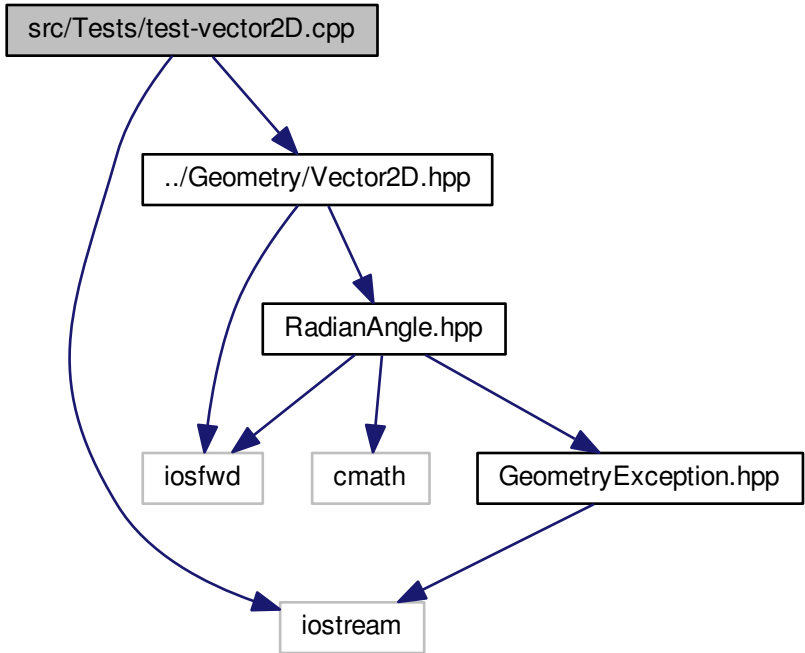 src/Tests/test-vector2D.cpp
../Geometry/Vector2D.hpp
RadianAngle.hpp
iosfwd
cmath
GeometryException.hpp
iostream